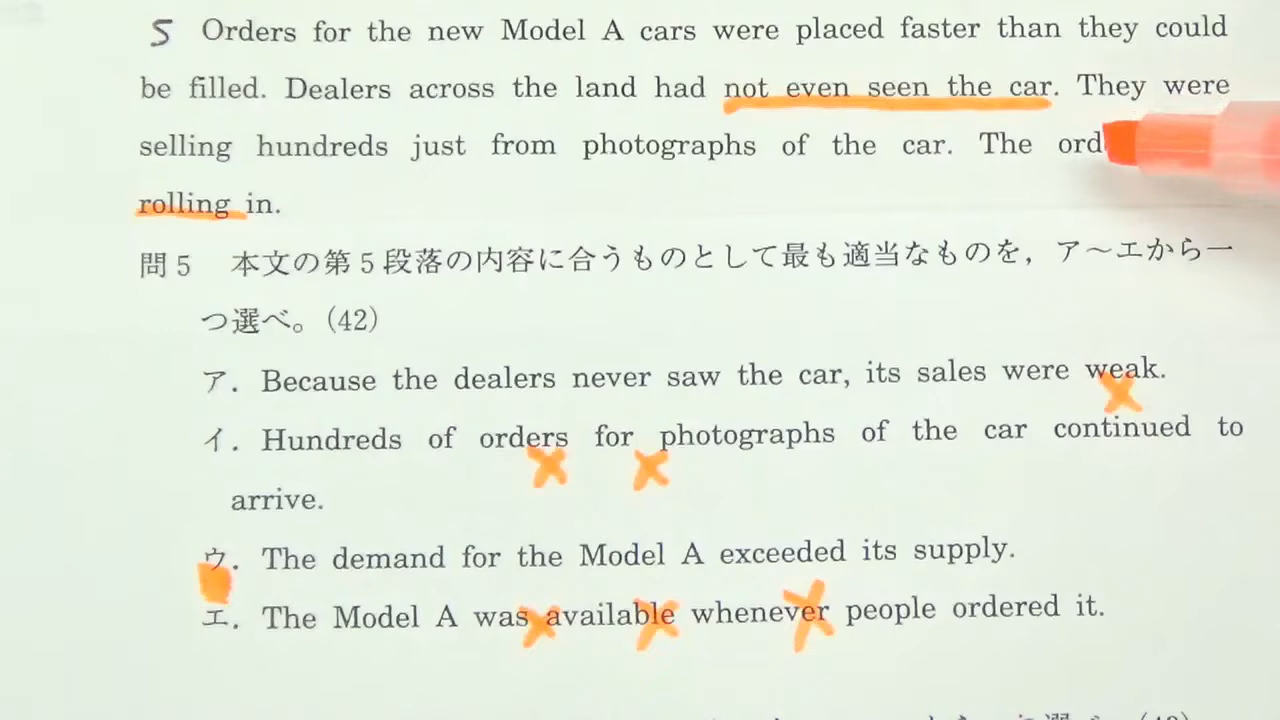 5 Orders for the new Model A cars were placed faster than they could
be filled. Dealers across the land had not even seen the car. They were
selling hundreds just from photographs of the car. The
rolling in.
問5 本文の第5段落の内容に合うものとして最も適当なものを，ア～エから一
つ選べ。(42)
ア．Because the dealers never saw the car, its sales were weak.
イ．Hundreds of orders for photographs of the car continued to
arrive.
ウ．The demand for the Model A exceeded its supply.
エ．The Model A was available whenever people ordered it.